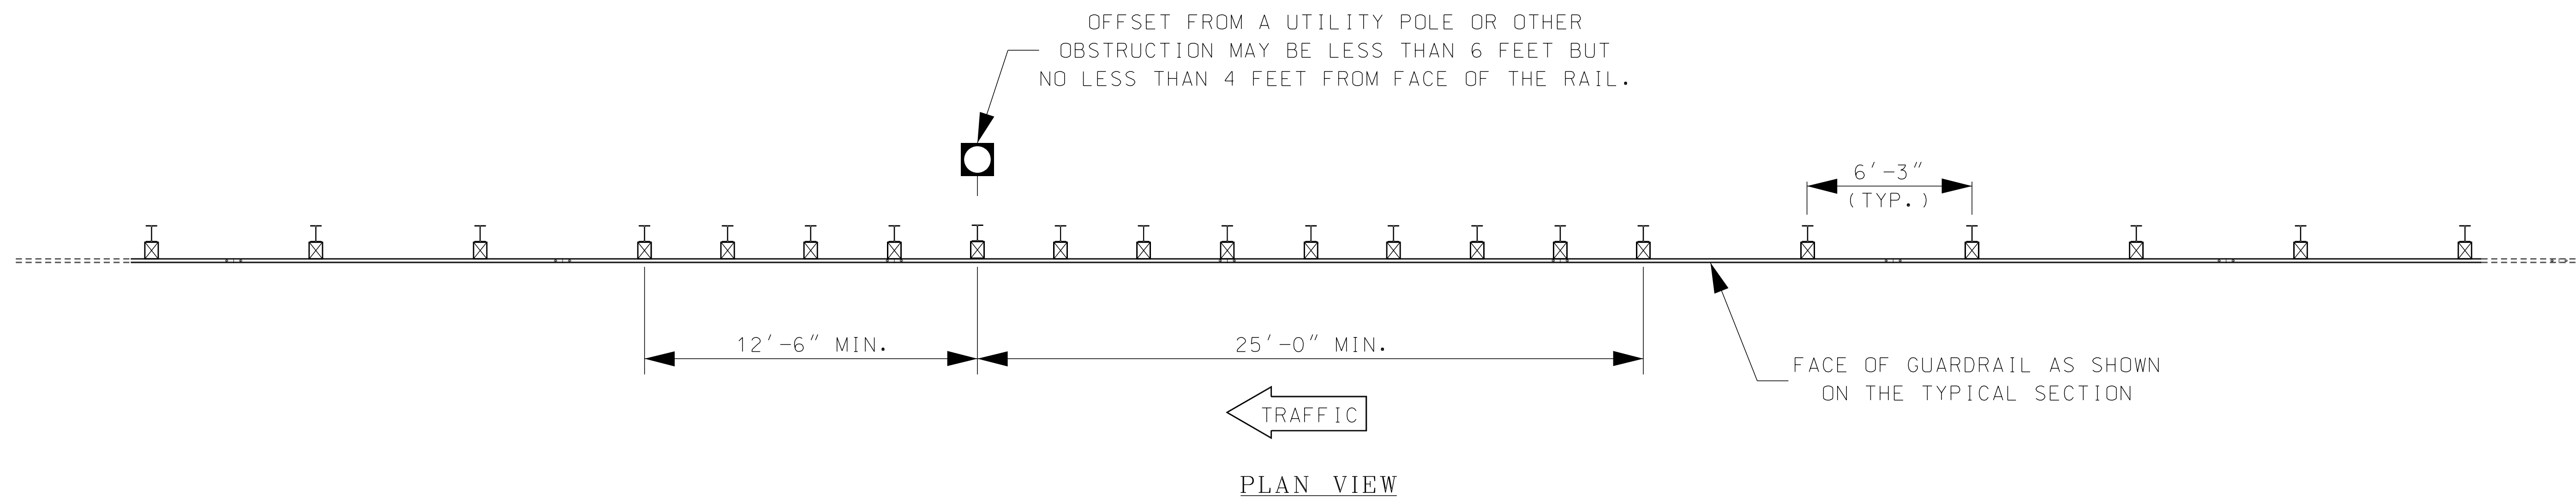 OFFSET FROM A UTILITY POLE OR OTHER
OBSTRUCTION MAY BE LESS THAN 6 FEET BUT
NO LESS THAN 4 FEET FROM FACE OF THE RAIL.
6'-3"
(TYP.)
12'-6" MIN.
25'-0" MIN.
FACE OF GUARDRAIL AS SHOWN
ON THE TYPICAL SECTION
TRAFFIC
PLAN VIEW